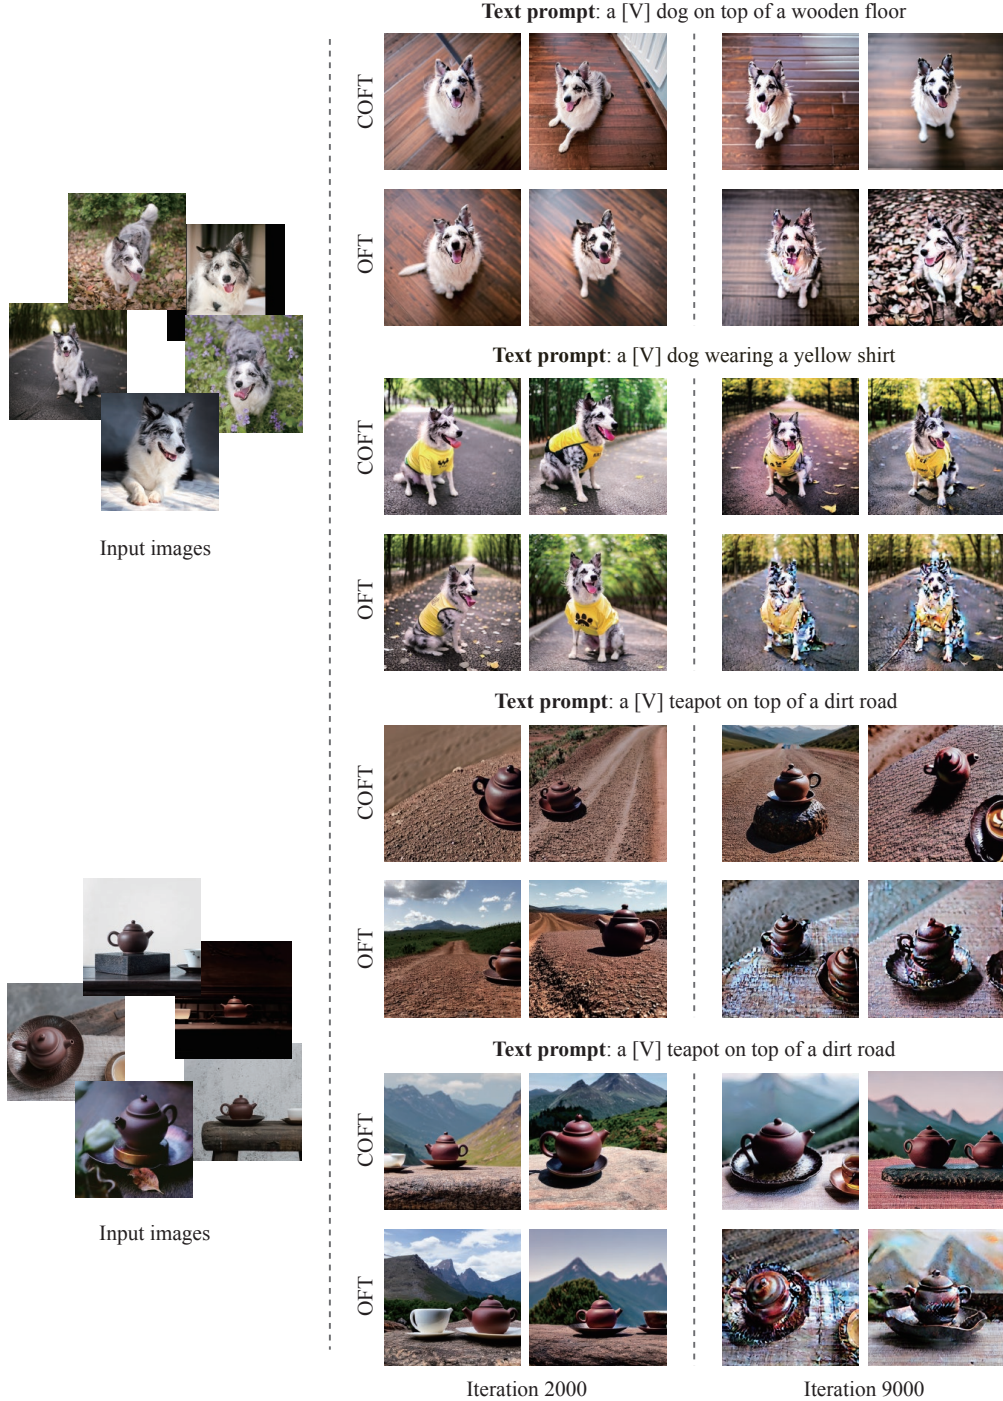 Text prompt: a [V] dog on top of a wooden floor
COFT
OFT
Text prompt: a [V] dog wearing a yellow shirt
COFT
OFT
Input images
Text prompt: a [V] teapot on top of a dirt road
COFT
OFT
Text prompt: a [V] teapot on top of a dirt road
COFT
OFT
Input images
Iteration 2000
Iteration 9000